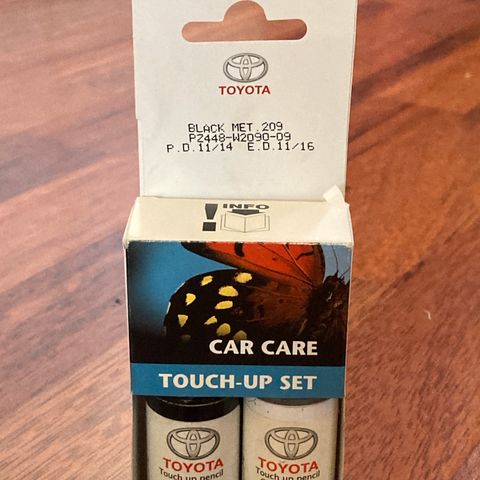 TOYOTA
BLACK MET.209
PZ448-W2090-09
P.D.11/14 E.D.11/16
! INFO
CAR CARE
TOUCH-UP SET
TOYOTA
Touch up pencil
TOYOTA
Touch up pencil